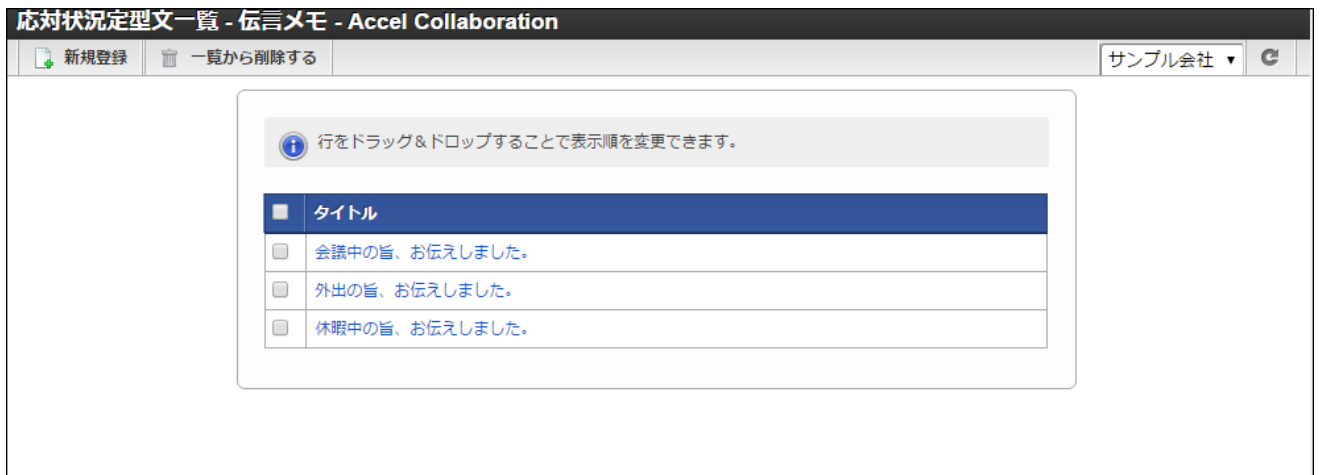 応対状況定型文一覧 - 伝言メモ - Accel Collaboration
新規登録 一覧から削除する サンプル会社
行をドラッグ＆ドロップすることで表示順を変更できます。
タイトル
会議中の旨、お伝えしました。
外出の旨、お伝えしました。
休暇中の旨、お伝えしました。